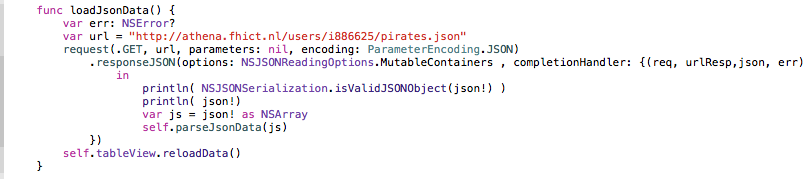 func loadJsonData() {
    var err: NSError?
    var url = "http://athena.fhict.nl/users/i886625/pirates.json"
    request(.GET, url, parameters: nil, encoding: ParameterEncoding.JSON)
        .responseJSON(options: NSJSONReadingOptions.MutableContainers , completionHandler: {(req, urlResp,json, err)
            in
                println( NSJSONSerialization.isValidJSONObject(json!) )
                println( json!)
                var js = json! as NSArray
                self.parseJsonData(js)
        })
    self.tableView.reloadData()
}